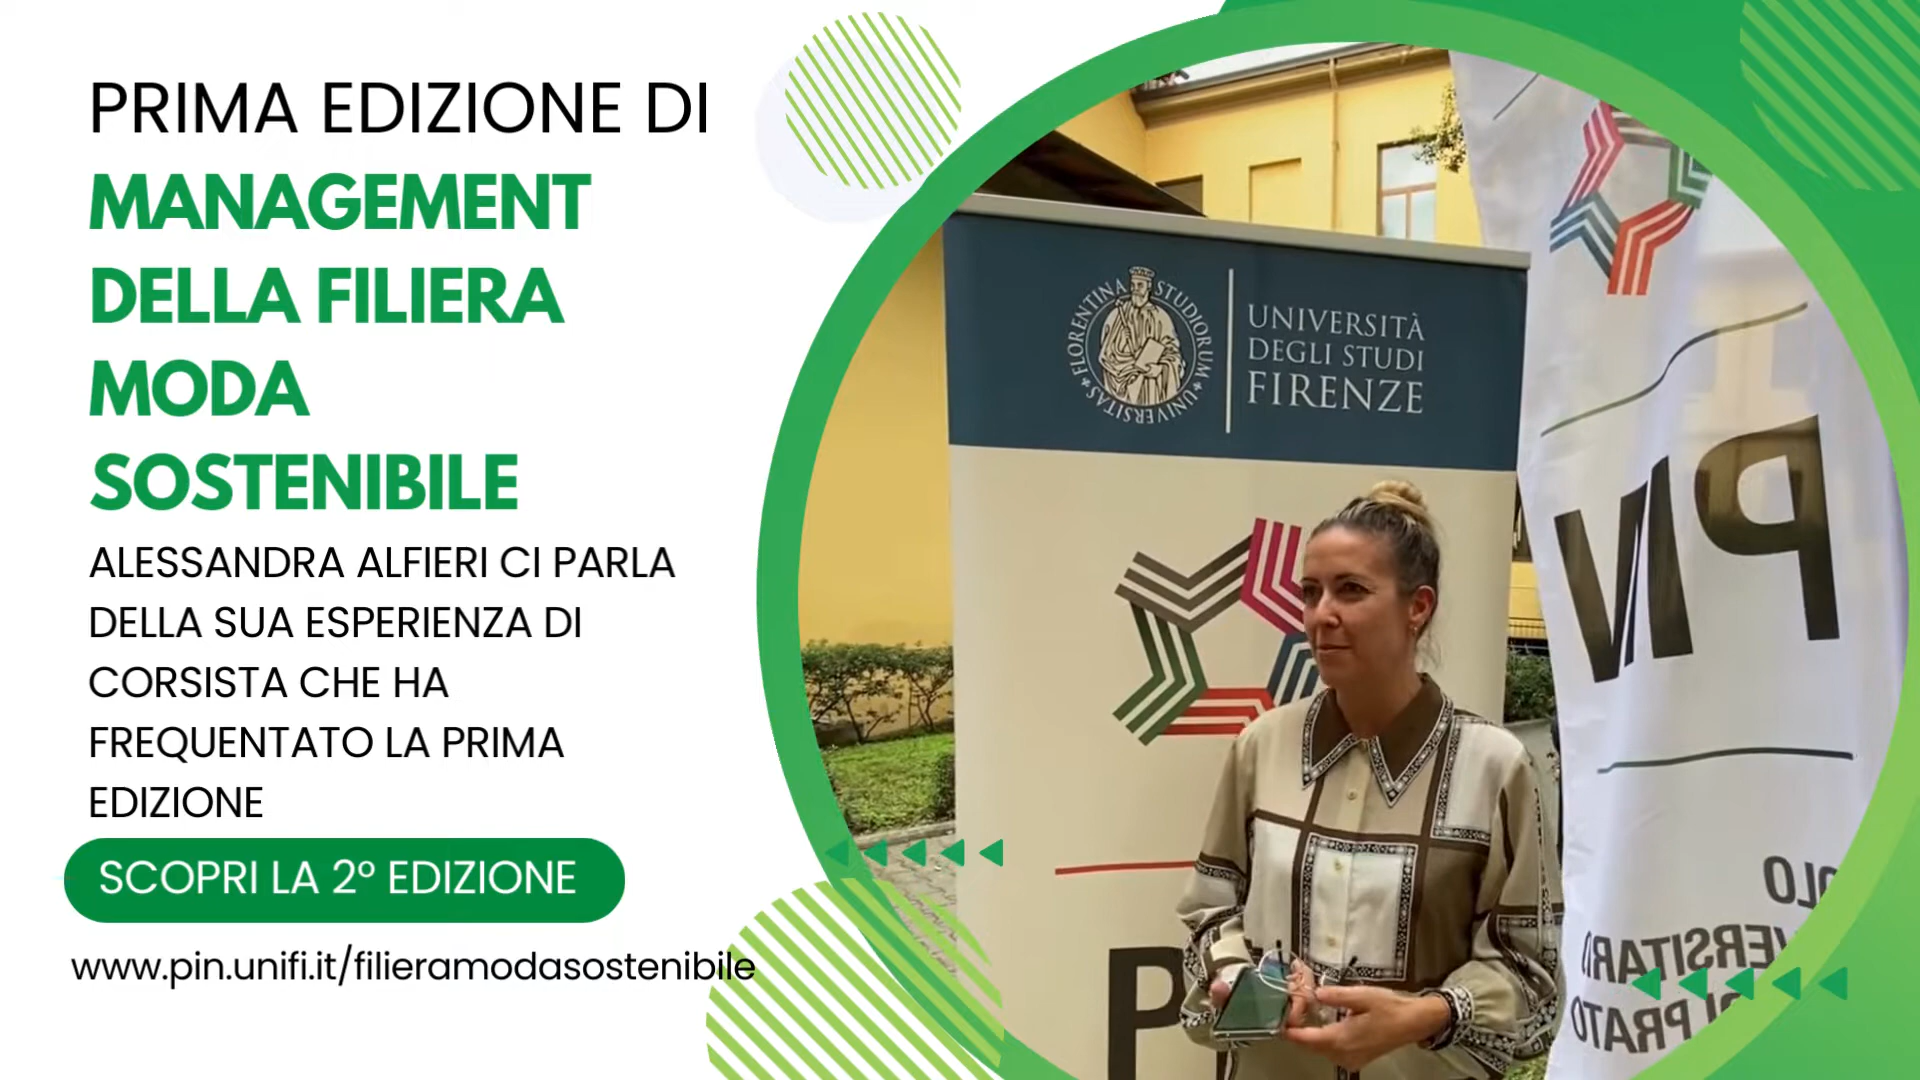 PRIMA EDIZIONE DI
MANAGEMENT
DELLA FILIERA
MODA
SOSTENIBILE
ALESSANDRA ALFIERI CI PARLA
DELLA SUA ESPERIENZA DI
CORSISTA CHE HA
FREQUENTATO LA PRIMA
EDIZIONE
SCOPRI LA 2° EDIZIONE
www.pin.unifi.it/filieramodasostenibile
FLORENTINA STUDIORUM UNIVERSITAS
UNIVERSITÀ
DEGLI STUDI
FIRENZE
PIN
PRATO